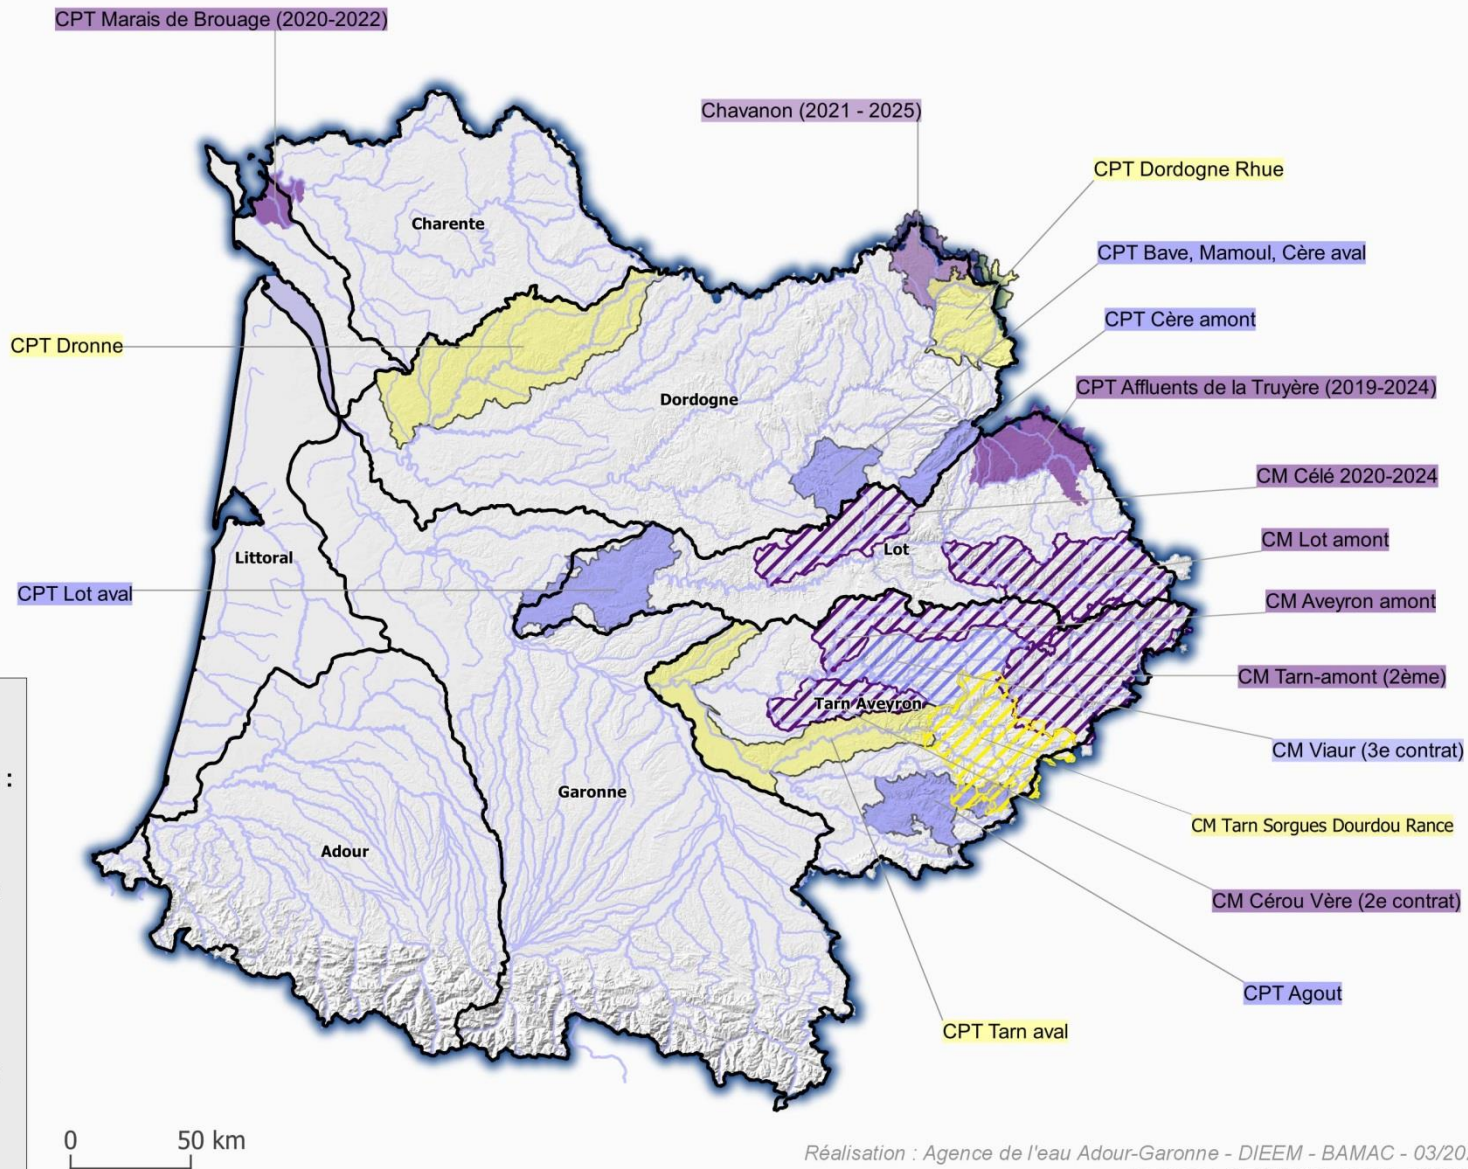 CPT Marais de Brouage (2020-2022)
Chavanon (2021 - 2025)
CPT Dordogne Rhue
Charente
CPT Bave, Mamoul, Cère aval
CPT Cère amont
CPT Dronne
CPT Affluents de la Truyère (2019-2024)
Dordogne
CM Célé 2020-2024
CM Lot amont
Lot
Littoral
CPT Lot aval
CM Aveyron amont
CM Tarn-amont (2ème)
Tarn Aveyron
CM Viaur (3e contrat)
:
Garonne
CM Tarn Sorgues Dourdou Rance
Adour
CM Cérou Vère (2e contrat)
CPT Agout
CPT Tarn aval
0 50 km
Réalisation : Agence de l'eau Adour-Garonne - DIEEM - BAMAC - 03/20